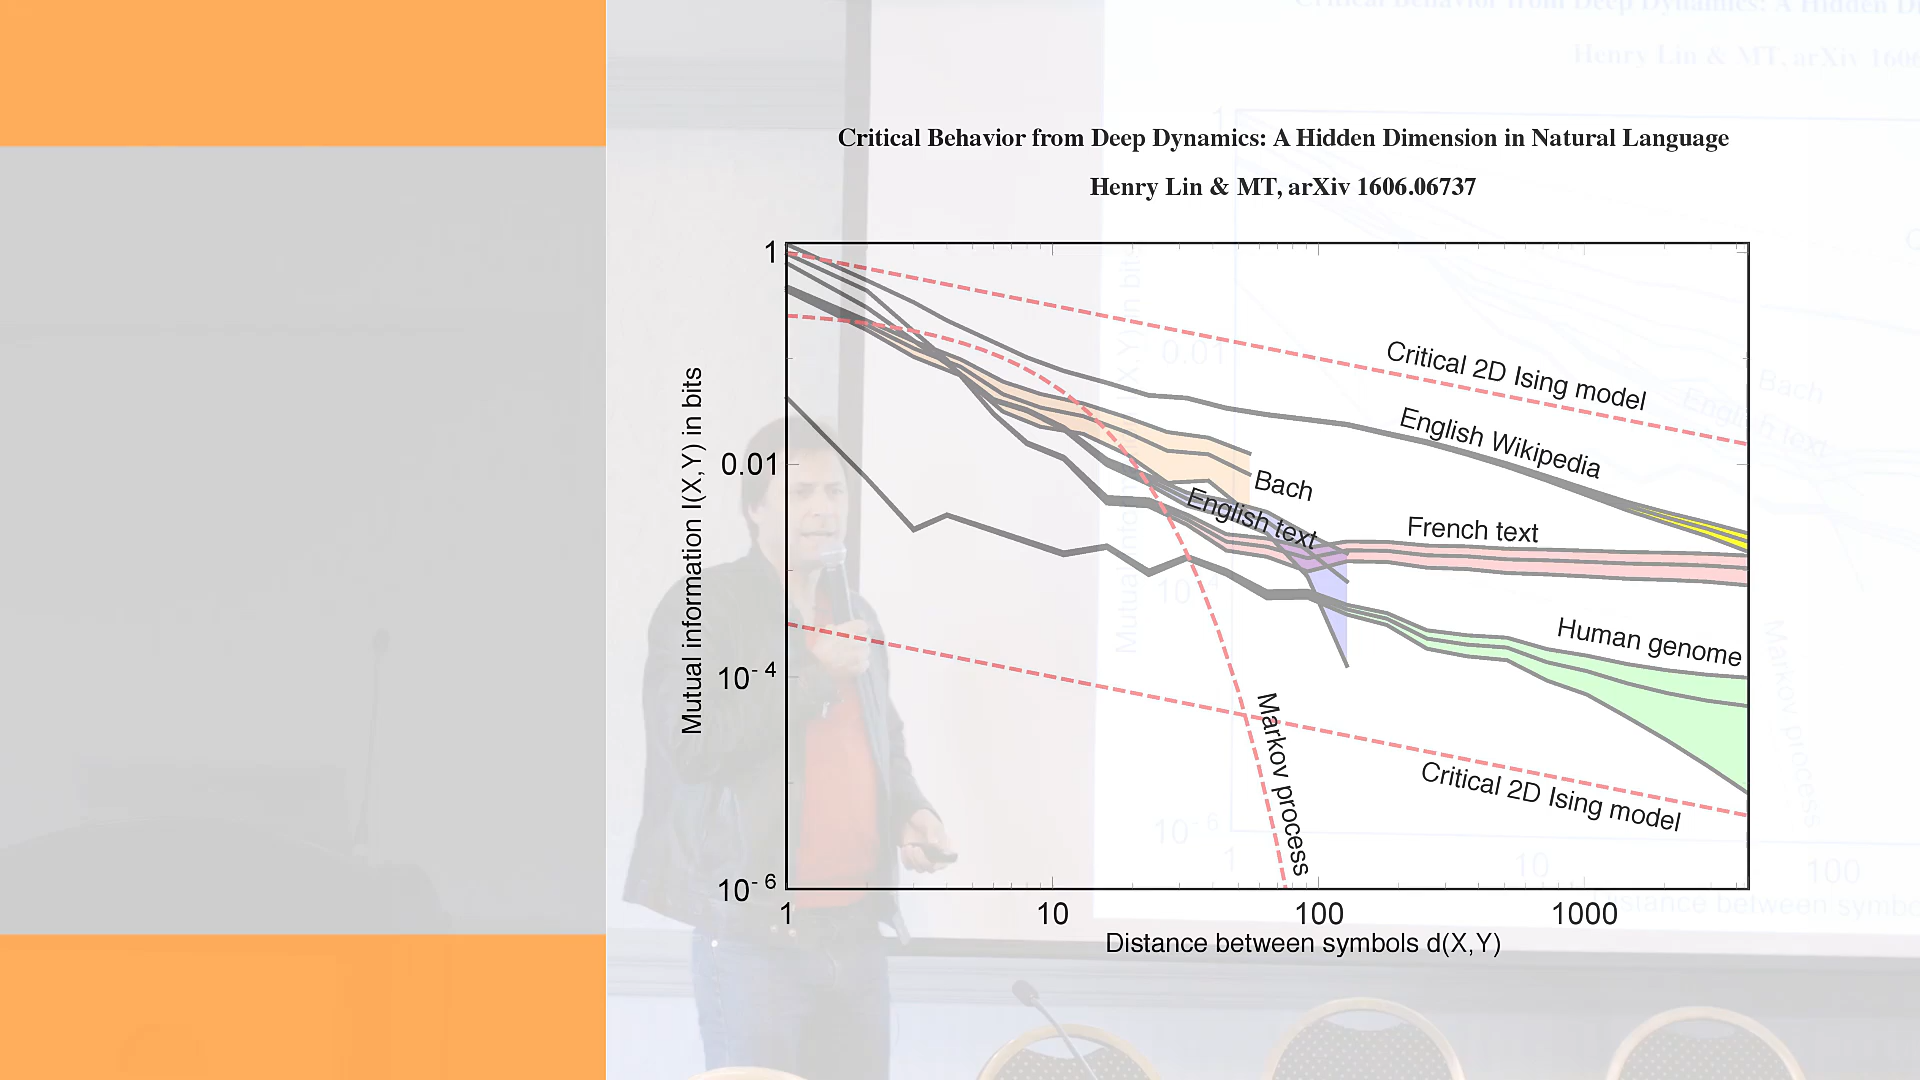 Critical Behavior from Deep Dynamics: A Hidden Dimension in Natural Language
Henry Lin & MT, arXiv 1606.06737
1
0.01
10-4
10-6
Mutual information I(X,Y) in bits
Critical 2D Ising model
English Wikipedia
Bach
English text
French text
Human genome
Markov process
Critical 2D Ising model
1
10
100
1000
Distance between symbols d(X,Y)